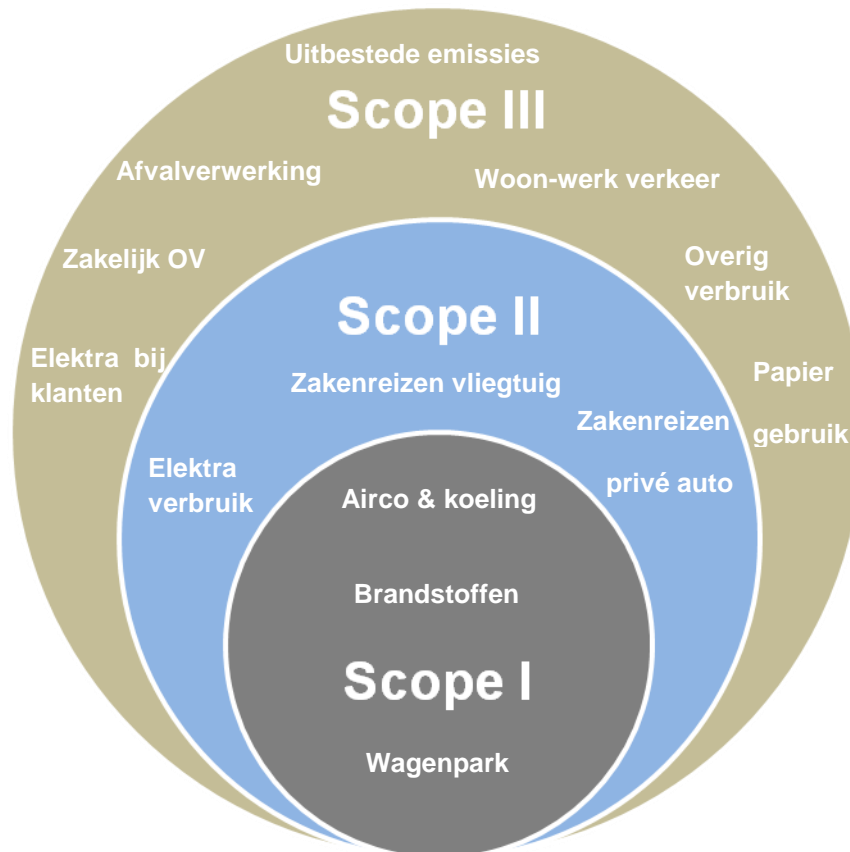 Uitbestede emissies
Scope III
Afvalverwerking
Woon-werk verkeer
Zakelijk OV
Overig
verbruik
Elektra bij
klanten
Papier
gebruik
Scope II
Zakenreizen vliegtuig
Zakenreizen
privé auto
Elektra
verbruik
Airco & koeling
Brandstoffen
Scope I
Wagenpark